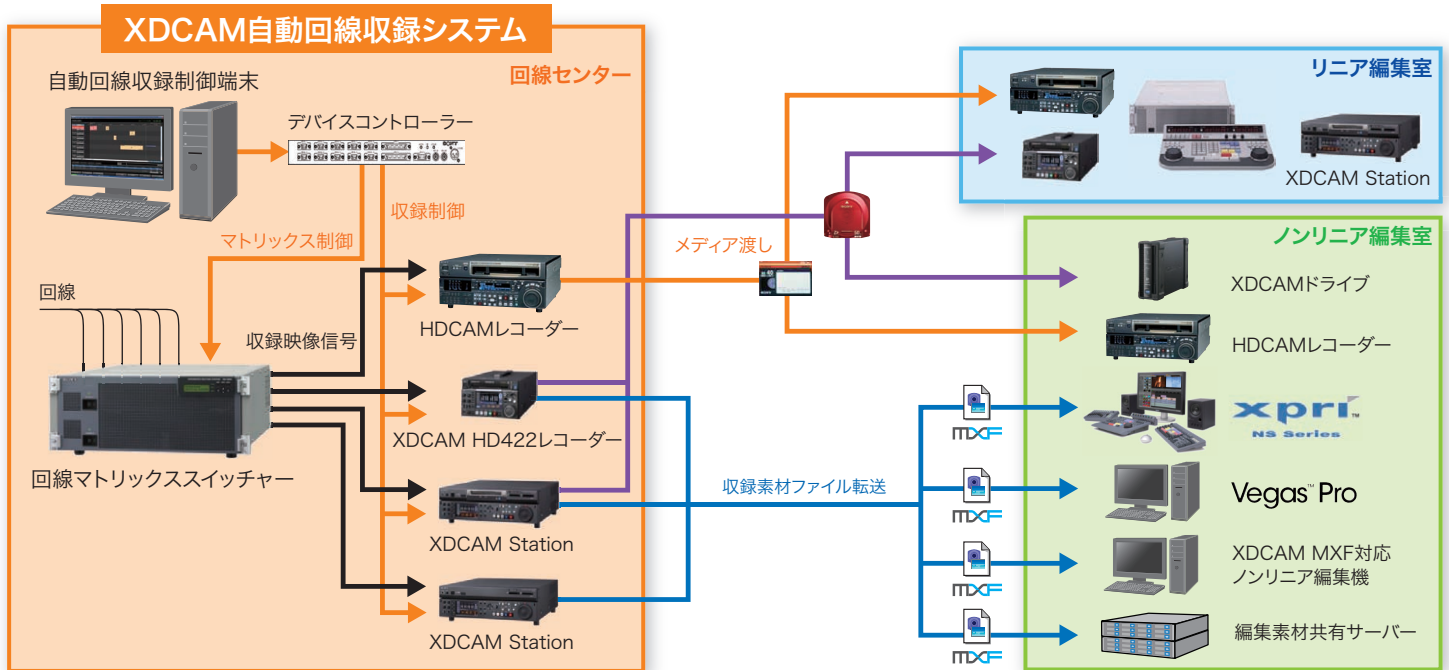 XDCAM自動回線収録システム
回線センター
自動回線収録制御端末
デバイスコントローラー
収録制御
マトリックス制御
回線
収録映像信号
HDCAMレコーダー
XDCAM HD422レコーダー
回線マトリックススイッチャー
XDCAM Station
XDCAM Station
メディア渡し
収録素材ファイル転送
MXF
MXF
MXF
MXF
リニア編集室
XDCAM Station
ノンリニア編集室
XDCAMドライブ
HDCAMレコーダー
xpri™
NS Series
Vegas™ Pro
XDCAM MXF対応
ノンリニア編集機
編集素材共有サーバー